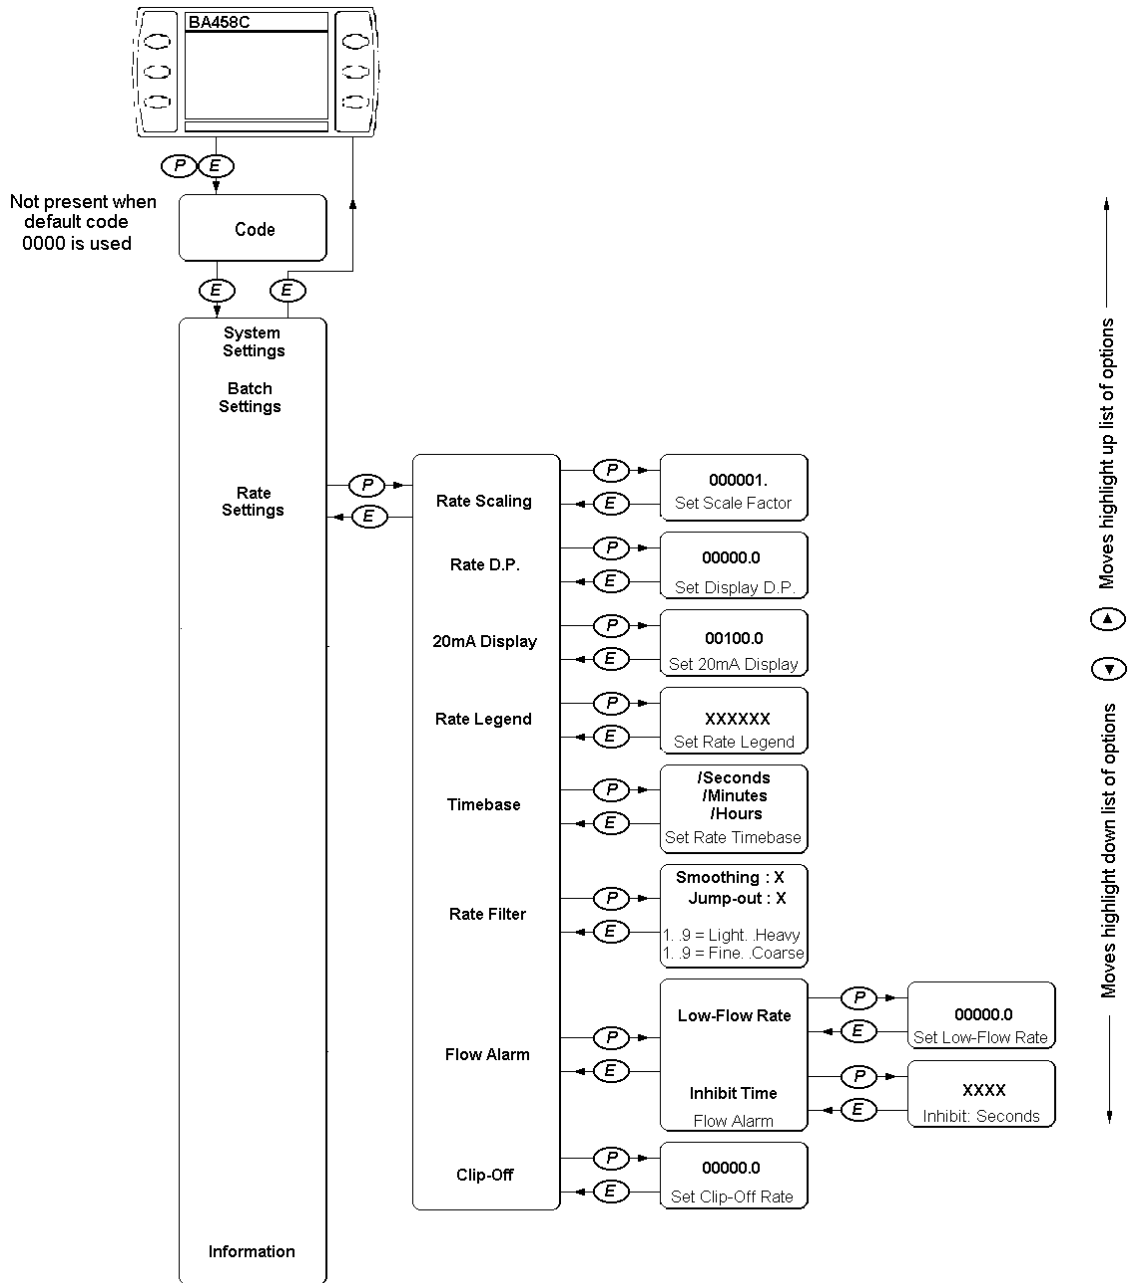 BA458C
P E
Not present when
default code
0000 is used
Code
E E
System
Settings
Batch
Settings
Rate
Settings
P
E
Rate Scaling
P
E
000001.
Set Scale Factor
Rate D.P.
P
E
00000.0
Set Display D.P.
20mA Display
P
E
00100.0
Set 20mA Display
Rate Legend
P
E
XXXXXX
Set Rate Legend
Timebase
P
E
/Seconds
/Minutes
/Hours
Set Rate Timebase
Rate Filter
P
E
Smoothing : X
Jump-out : X
1. .9 = Light. .Heavy
1. .9 = Fine. .Coarse
Flow Alarm
P
E
Low-Flow Rate
P
E
00000.0
Set Low-Flow Rate
Inhibit Time
Flow Alarm
P
E
XXXX
Inhibit: Seconds
Clip-Off
P
E
00000.0
Set Clip-Off Rate
Information
Moves highlight up list of options
Moves highlight down list of options